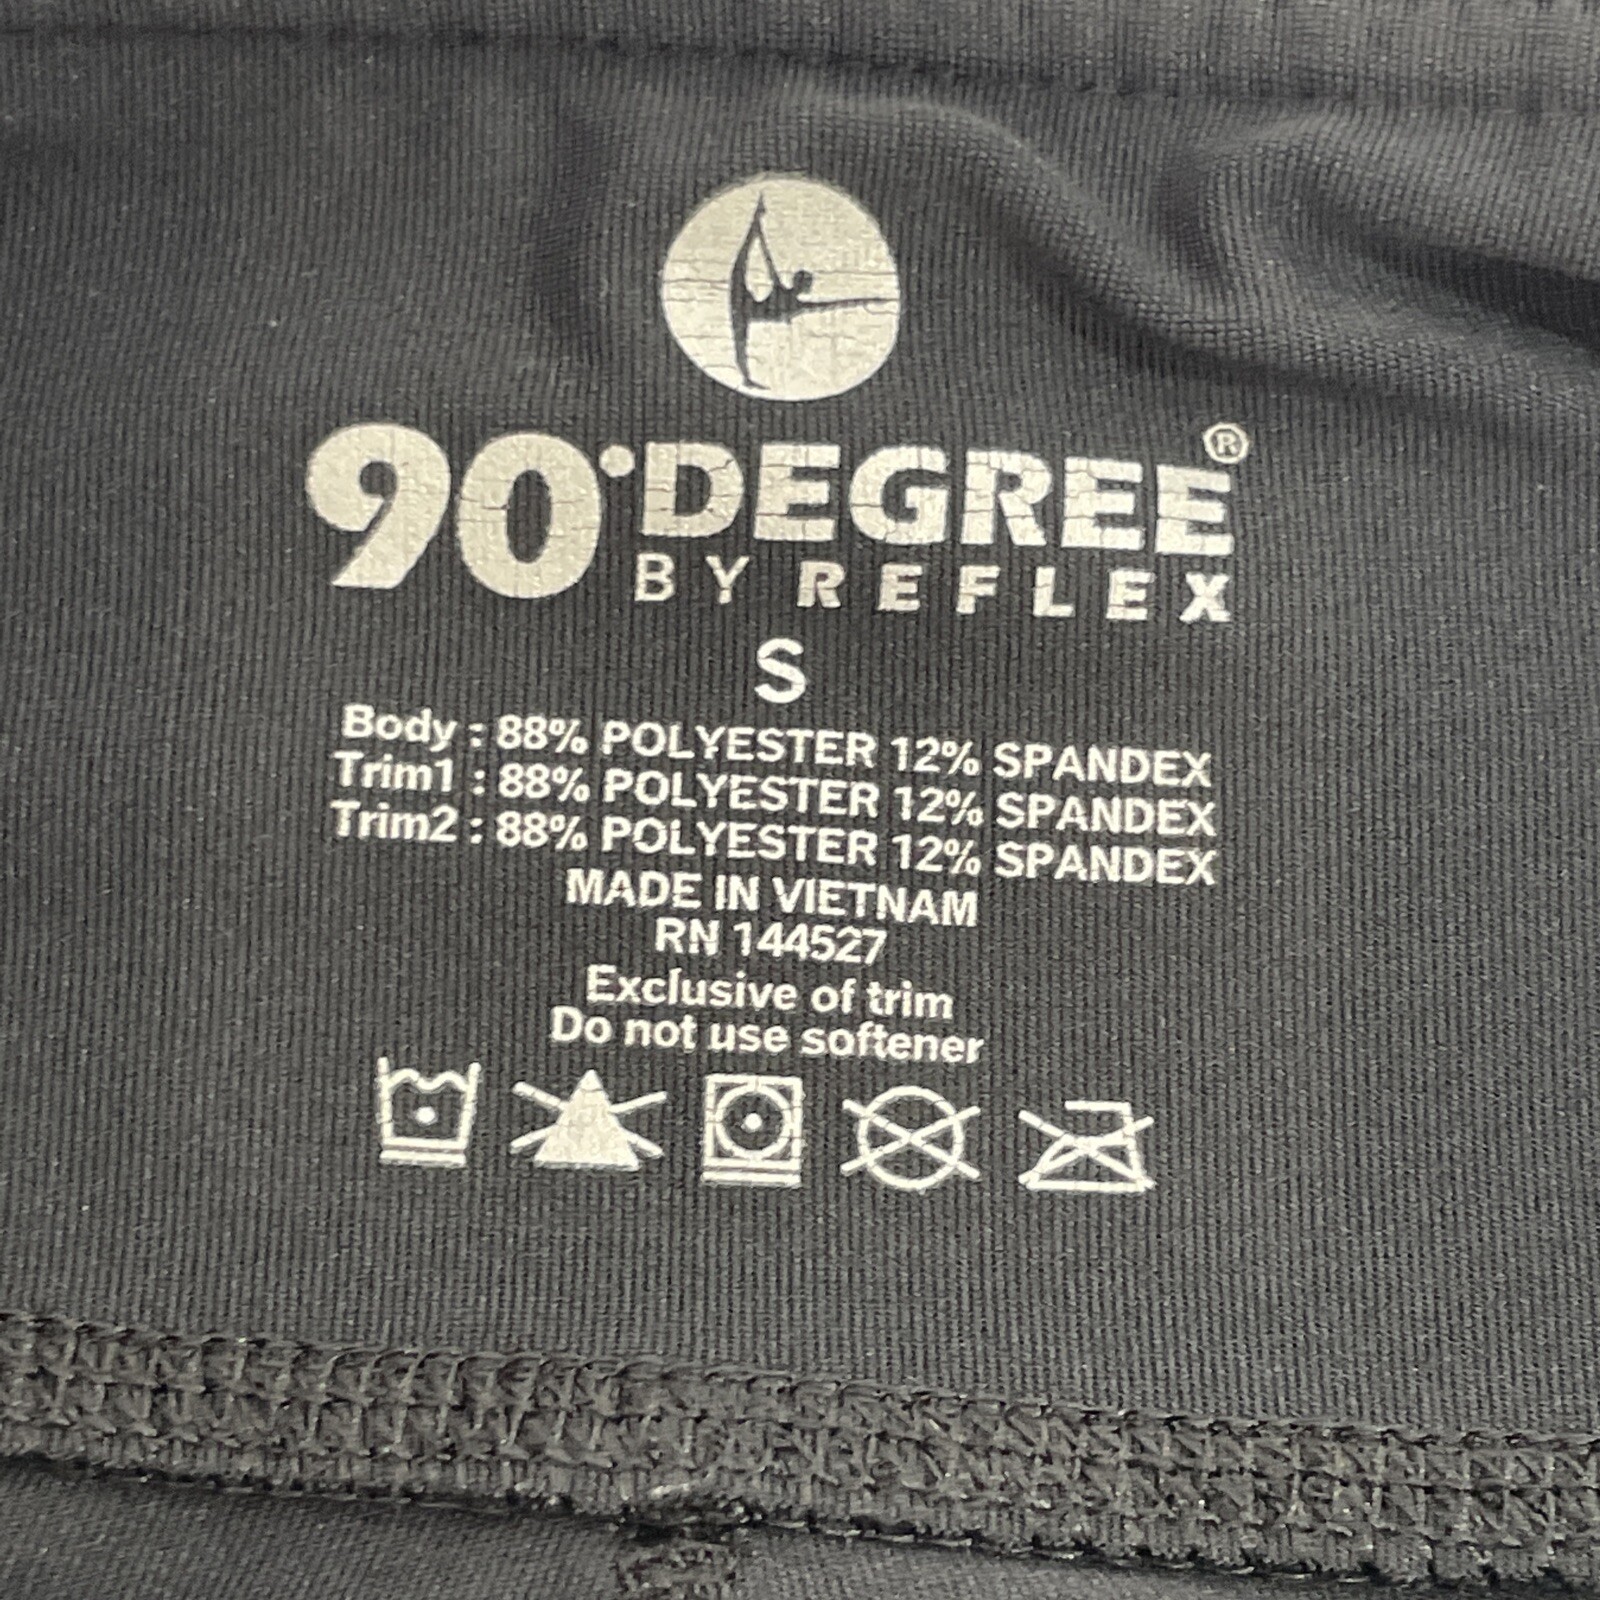 90°DEGREE®
BY REFLEX
S
Body : 88% POLYESTER 12% SPANDEX
Trim1 : 88% POLYESTER 12% SPANDEX
Trim2 : 88% POLYESTER 12% SPANDEX
MADE IN VIETNAM
RN 144527
Exclusive of trim
Do not use softener